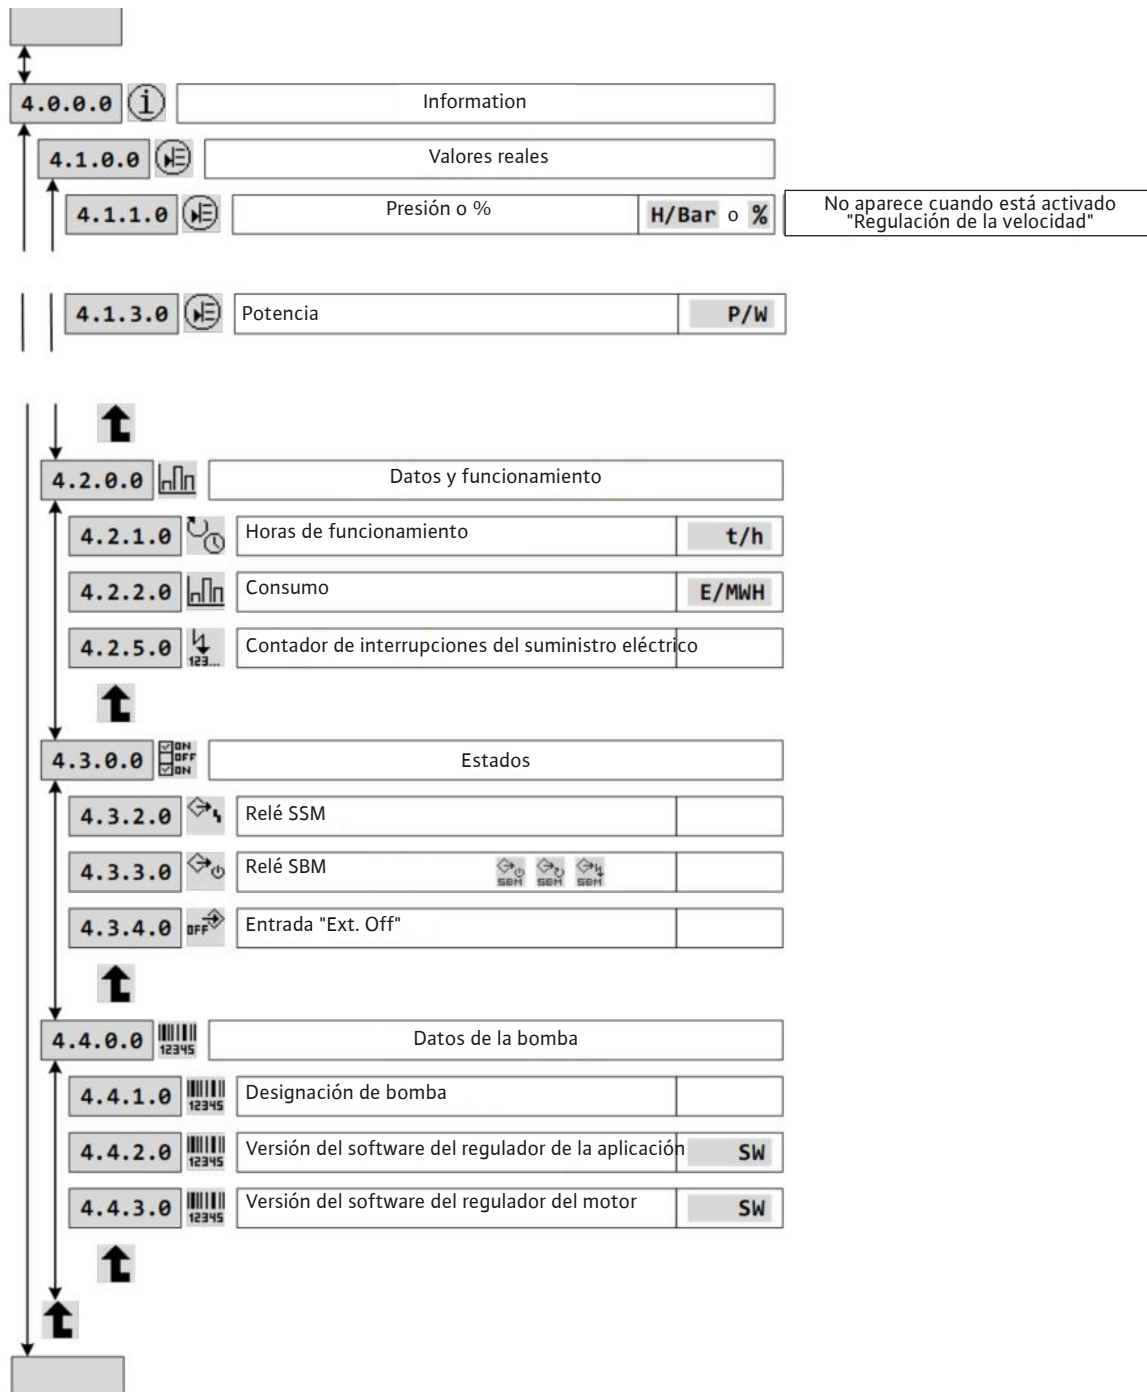 4.0.0.0 i Information
4.1.0.0 Valores reales
4.1.1.0 Presión o % H/Bar o % No aparece cuando está activado
"Regulación de la velocidad"
4.1.3.0 Potencia P/W
4.2.0.0 Datos y funcionamiento
4.2.1.0 Horas de funcionamiento t/h
4.2.2.0 Consumo E/MWH
4.2.5.0 123... Contador de interrupciones del suministro eléctrico
4.3.0.0 ON OFF ON Estados
4.3.2.0 Relé SSM
4.3.3.0 Relé SBM SBM SBM SBM
4.3.4.0 OFF Entrada "Ext. Off"
4.4.0.0 12345 Datos de la bomba
4.4.1.0 12345 Designación de bomba
4.4.2.0 12345 Versión del software del regulador de la aplicación SW
4.4.3.0 12345 Versión del software del regulador del motor SW